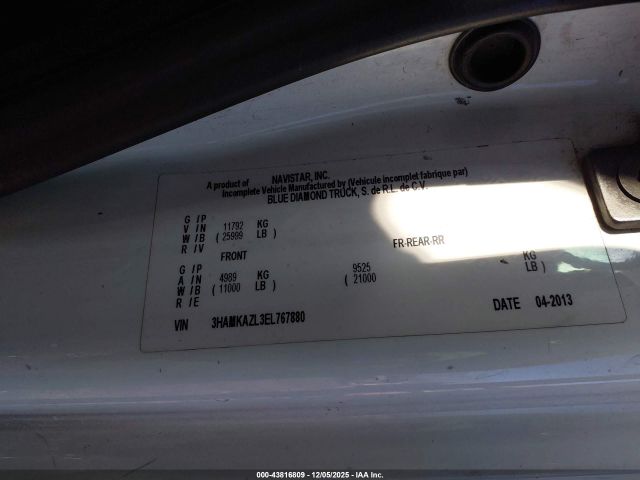 A product of NAVISTAR, INC.
Incomplete Vehicle Manufactured by (Vehicule incomplet fabrique par)
BLUE DIAMOND TRUCK, S. de R.L. de C.V.
G / P
V / N 11792 KG
W / B ( 25999 LB )
R / V
FR-REAR-RR
FRONT
G / P
A / N 4989 KG 9525 KG
W / B ( 11000 LB ) ( 21000 LB )
R / E
VIN 3HAMKAZL3EL767880
DATE 04-2013
000-43816809 - 12/05/2025 - IAA Inc.